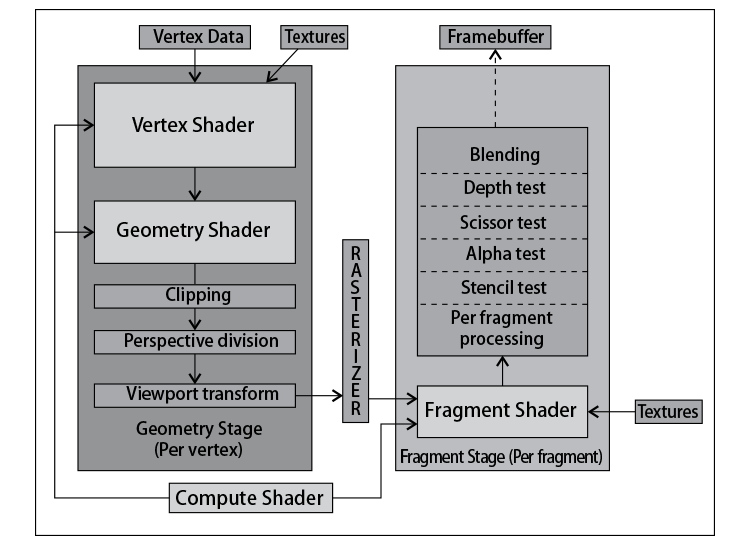 Vertex Data
Textures
Framebuffer
Vertex Shader
Geometry Shader
Clipping
Perspective division
Viewport transform
Geometry Stage
(Per vertex)
RASTERIZER
Blending
Depth test
Scissor test
Alpha test
Stencil test
Per fragment
processing
Fragment Shader
Textures
Fragment Stage (Per fragment)
Compute Shader